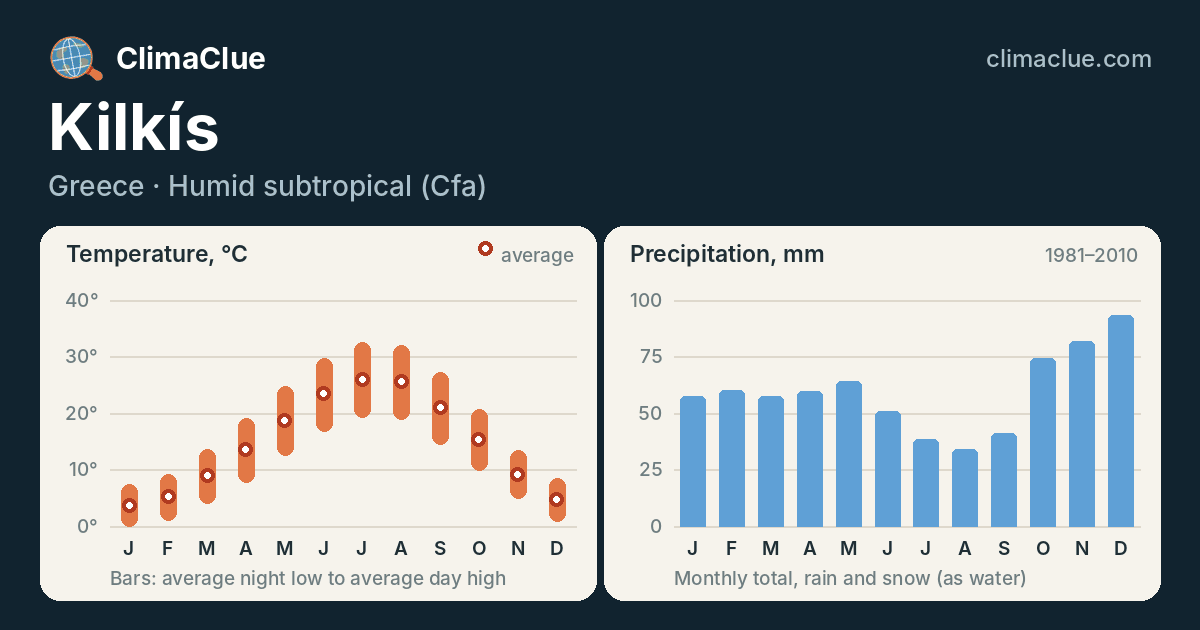 ClimaClue
climaclue.com
Kilkís
Greece · Humid subtropical (Cfa)
Temperature, °C
average
40°
30°
20°
10°
0°
J F M A M J J A S O N D
Bars: average night low to average day high
Precipitation, mm
1981–2010
100
75
50
25
0
J F M A M J J A S O N D
Monthly total, rain and snow (as water)